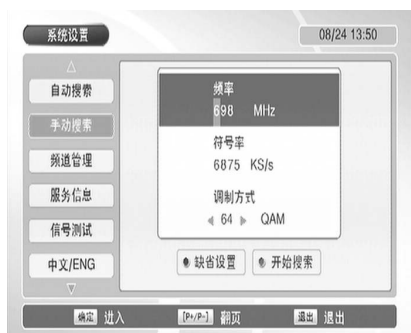 系统设置
08/24 13:50
自动搜索
手动搜索
频道管理
服务信息
信号测试
中文/ENG
频率
698 MHz
符号率
6875 KS/s
调制方式
64 QAM
缺省设置
开始搜索
确定 进入
[P+/P-] 翻页
退出 退出